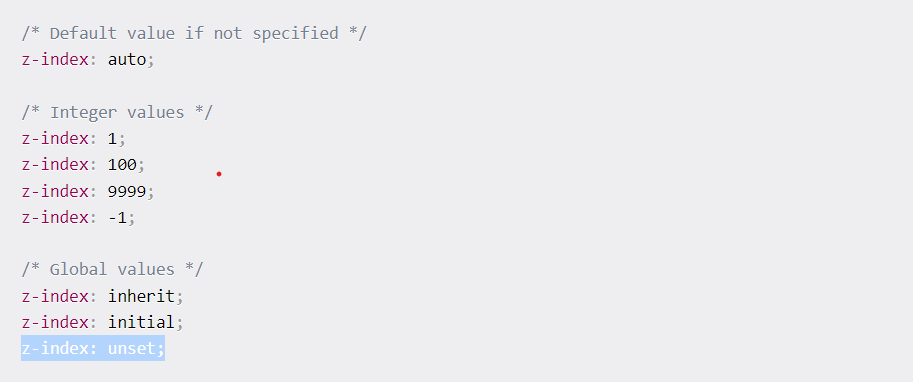 /* Default value if not specified */
z-index: auto;
/* Integer values */
z-index: 1;
z-index: 100;
z-index: 9999;
z-index: -1;
/* Global values */
z-index: inherit;
z-index: initial;
z-index: unset;